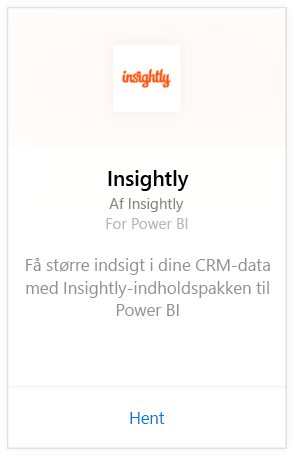 insightly
Insightly
Af Insightly
For Power BI
Få større indsigt i dine CRM-data
med Insightly-indholdspakken til
Power BI
Hent